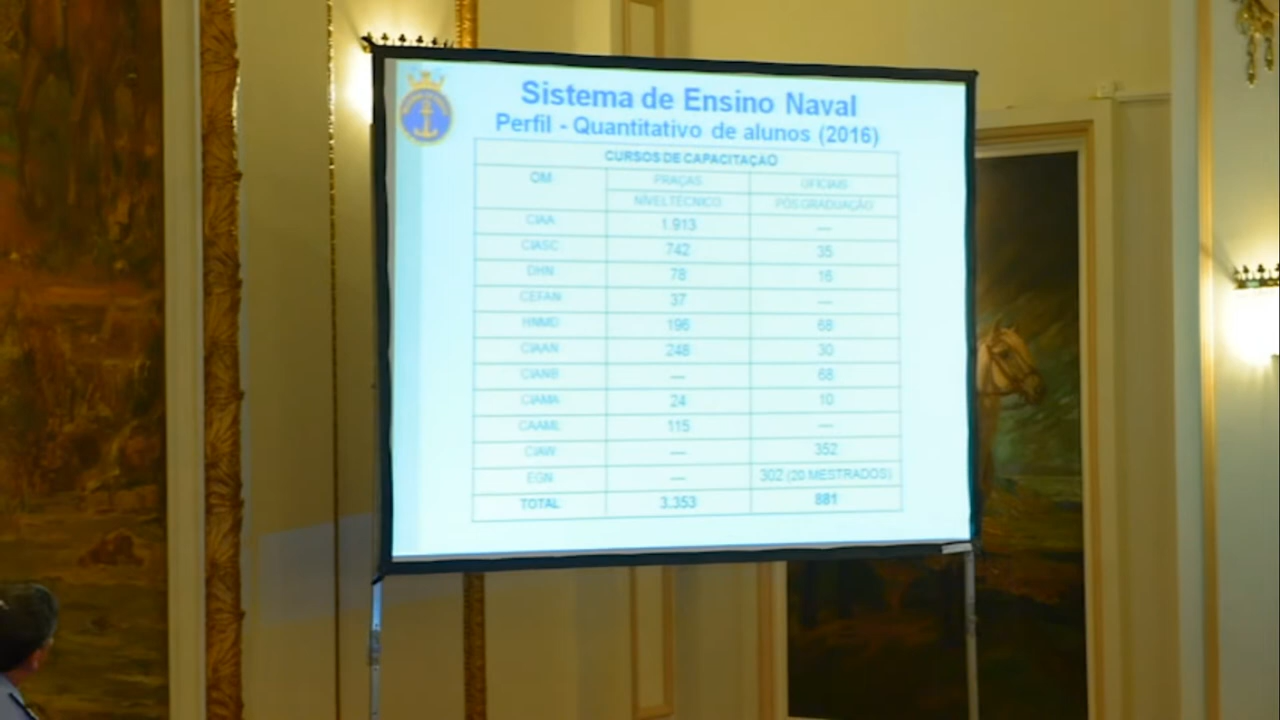 Sistema de Ensino Naval
Perfil - Quantitativo de alunos (2016)
CURSOS DE CAPACITAÇÃO
OM PRAÇAS OFICIAIS
NÍVEL TÉCNICO PÓS GRADUAÇÃO
CIAA 1.913 —
CIASC 742 35
DHN 78 16
CEFAN 37 —
HNMD 196 68
CIAAN 248 30
CIANB — 68
CIAMA 24 10
CAAML 115 —
CIAW — 352
EGN — 302 (20 MESTRADOS)
TOTAL 3.353 881